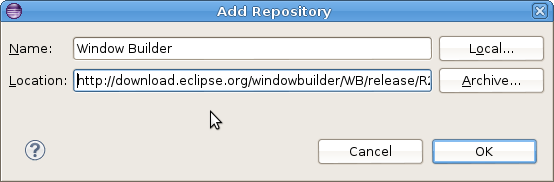 Add Repository
Name: Window Builder Local...
Location: http://download.eclipse.org/windowbuilder/WB/release/R2 Archive...
? Cancel OK